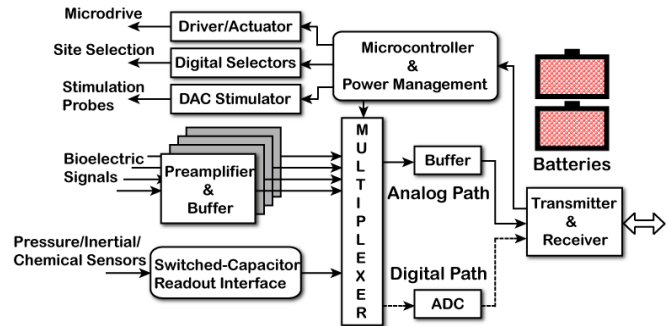 Microdrive
Driver/Actuator
Site Selection
Digital Selectors
Stimulation
Probes
DAC Stimulator
Microcontroller
&
Power Management
Batteries
Bioelectric
Signals
Preamplifier
&
Buffer
MULTIPLEXER
Buffer
Analog Path
Transmitter
&
Receiver
Pressure/Inertial/
Chemical Sensors
Switched-Capacitor
Readout Interface
Digital Path
ADC